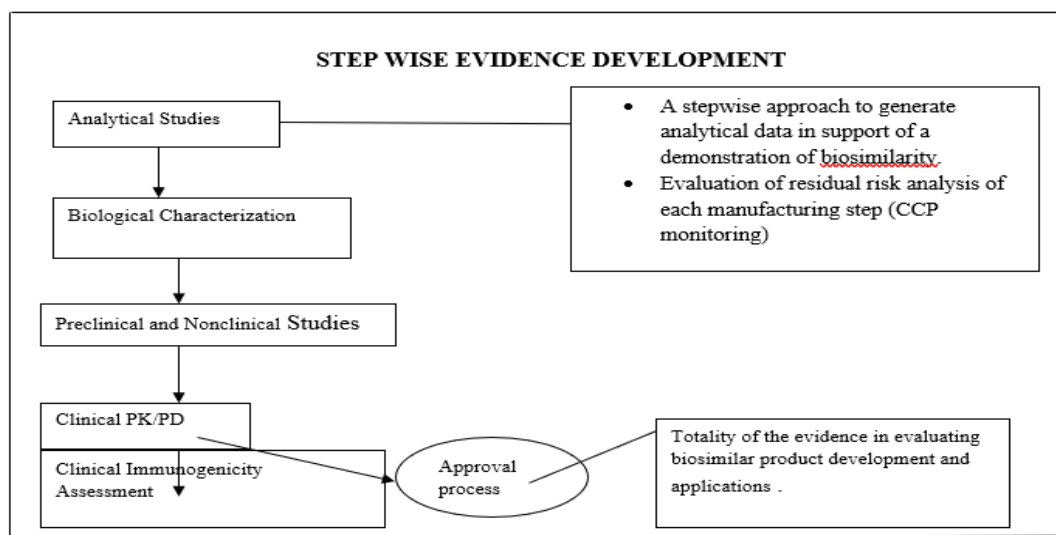 STEP WISE EVIDENCE DEVELOPMENT
Analytical Studies
• A stepwise approach to generate
analytical data in support of a
demonstration of biosimilarity.
• Evaluation of residual risk analysis of
each manufacturing step (CCP
monitoring)
Biological Characterization
Preclinical and Nonclinical Studies
Clinical PK/PD
Clinical Immunogenicity
Assessment
Approval
process
Totality of the evidence in evaluating
biosimilar product development and
applications .